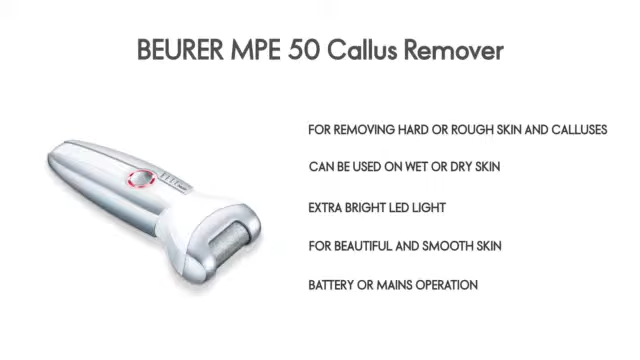 BEURER MPE 50 Callus Remover
FOR REMOVING HARD OR ROUGH SKIN AND CALLUSES
CAN BE USED ON WET OR DRY SKIN
EXTRA BRIGHT LED LIGHT
FOR BEAUTIFUL AND SMOOTH SKIN
BATTERY OR MAINS OPERATION